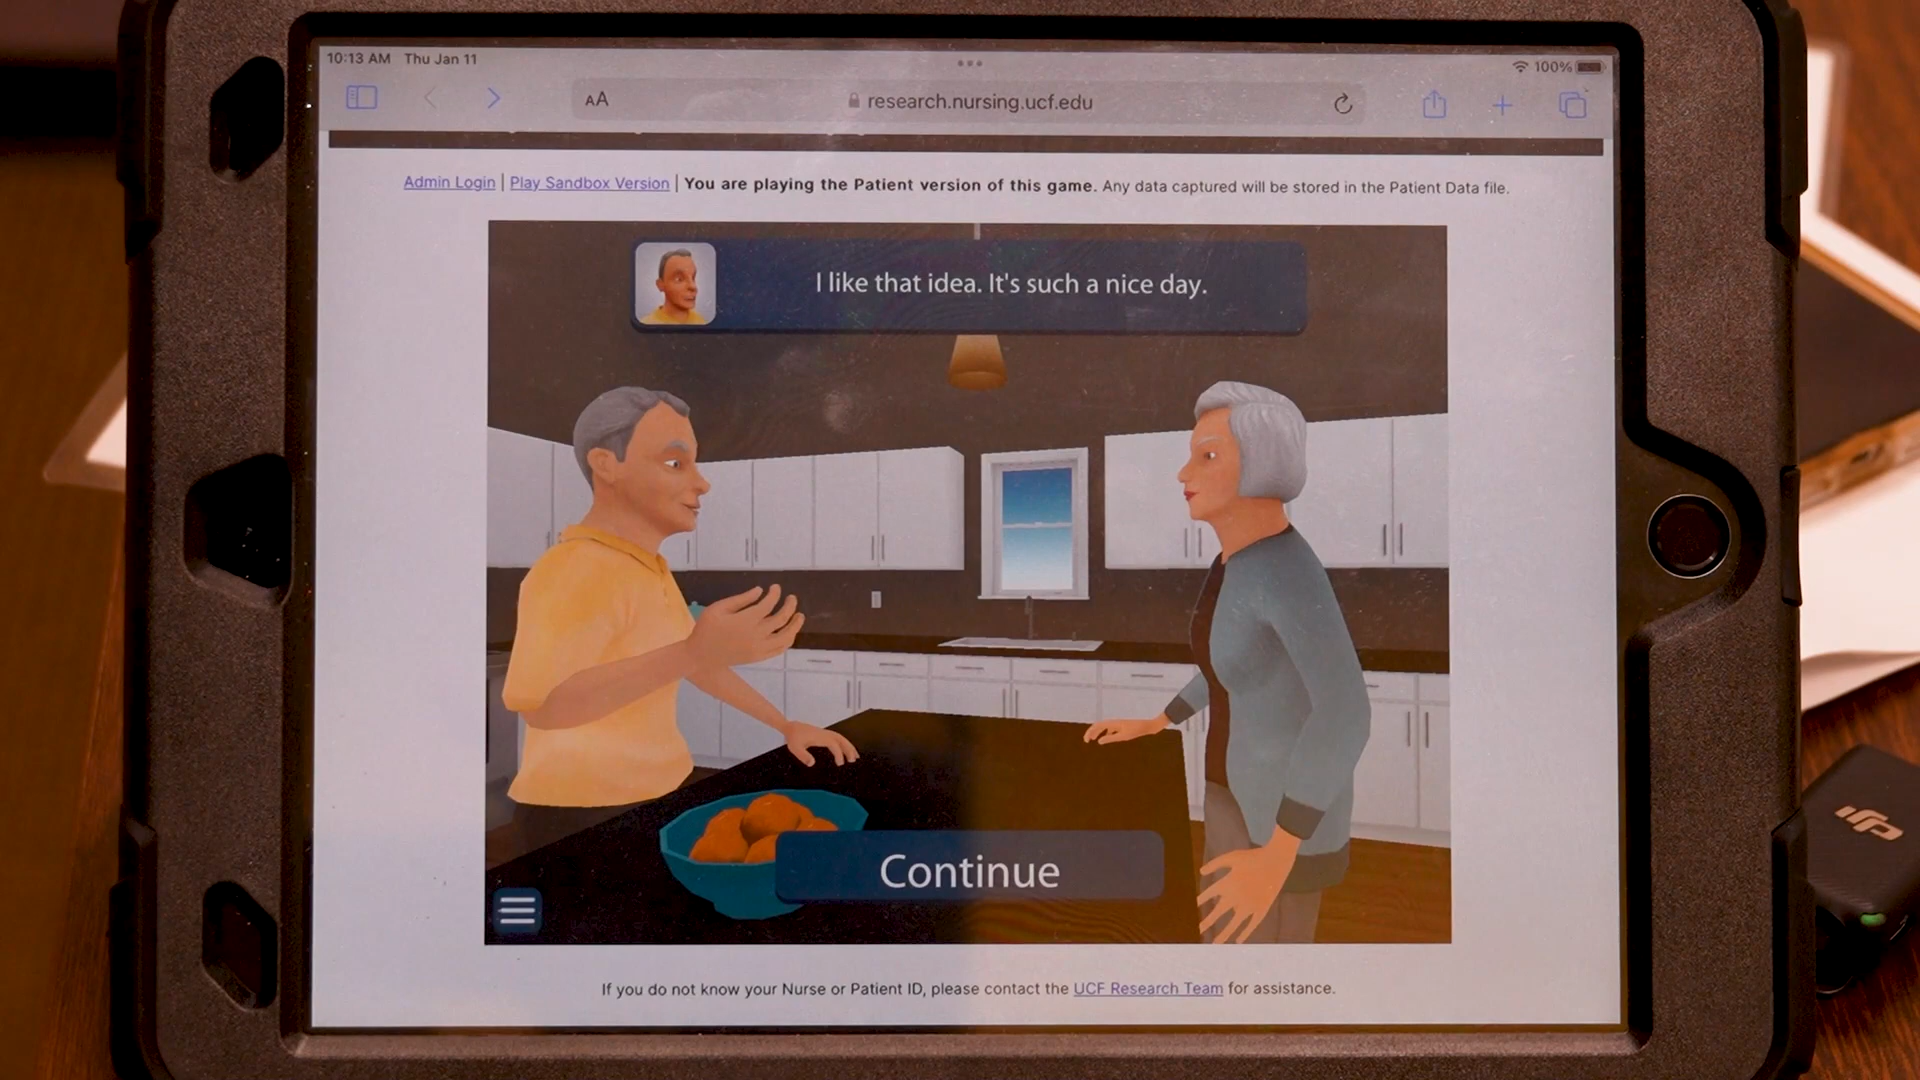 10:13 AM Thu Jan 11
100%
AA
research.nursing.ucf.edu
Admin Login | Play Sandbox Version | You are playing the Patient version of this game. Any data captured will be stored in the Patient Data file.
I like that idea. It's such a nice day.
Continue
If you do not know your Nurse or Patient ID, please contact the UCF Research Team for assistance.
dji